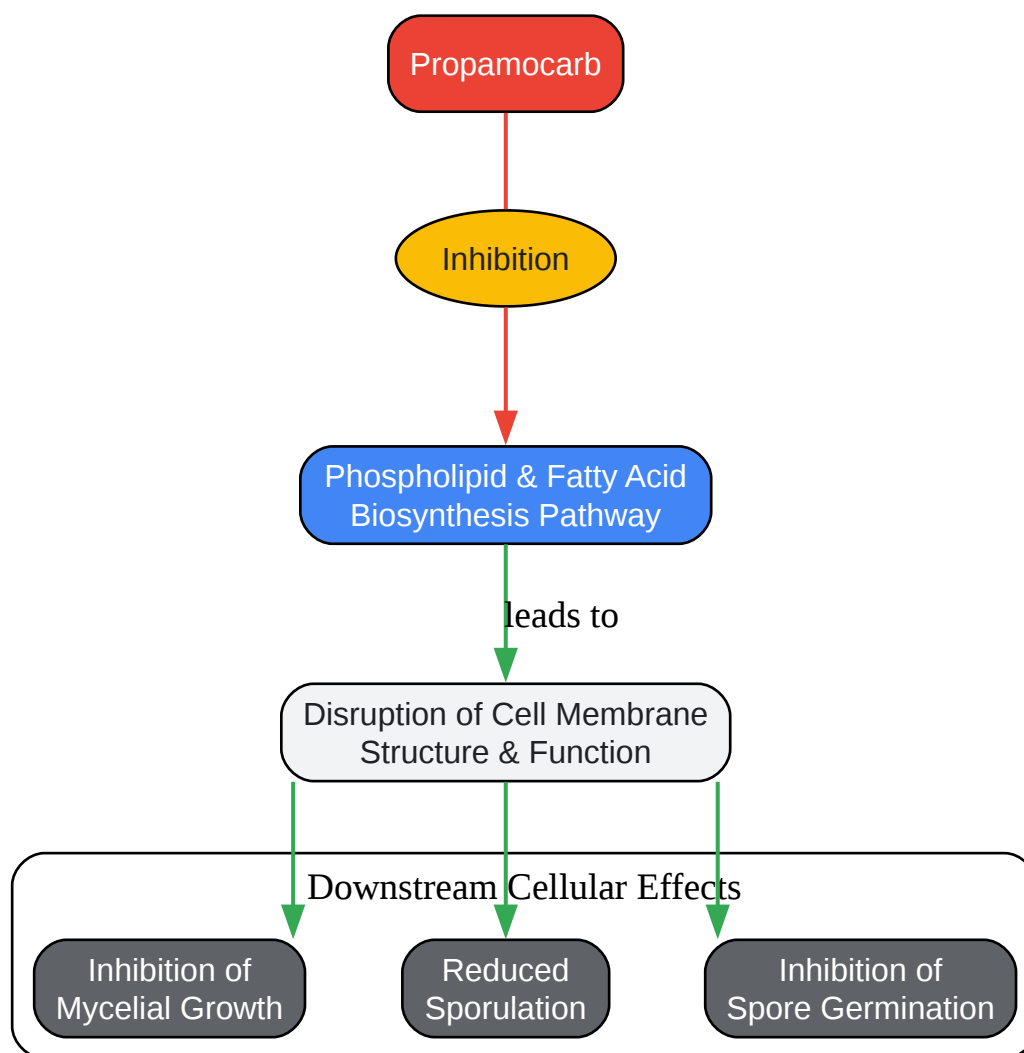 Propamocarb
Inhibition
Phospholipid & Fatty Acid
Biosynthesis Pathway
leads to
Disruption of Cell Membrane
Structure & Function
Downstream Cellular Effects
Inhibition of
Mycelial Growth
Reduced
Sporulation
Inhibition of
Spore Germination